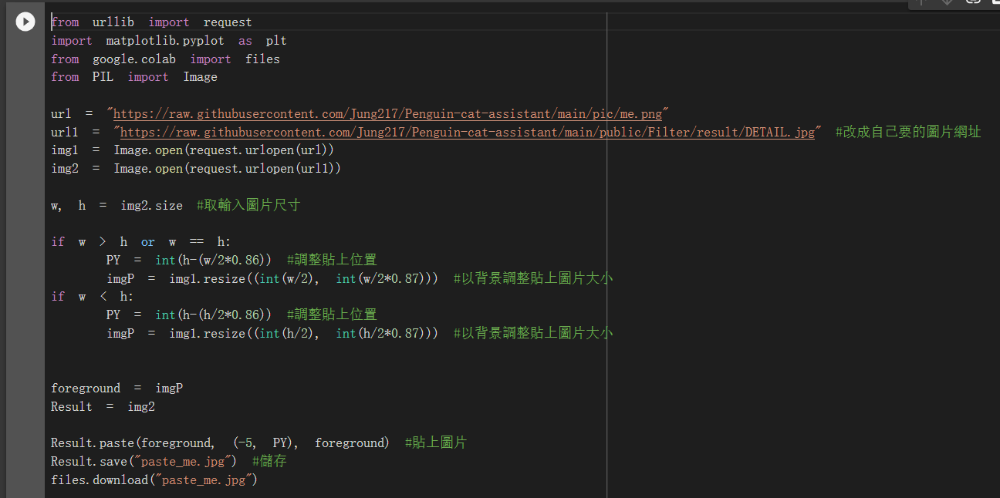 from urllib import request
import matplotlib.pyplot as plt
from google.colab import files
from PIL import Image
url = "https://raw.githubusercontent.com/Jung217/Penguin-cat-assistant/main/pic/me.png"
url1 = "https://raw.githubusercontent.com/Jung217/Penguin-cat-assistant/main/public/Filter/result/DETAIL.jpg" #改成自己要的圖片網址
img1 = Image.open(request.urlopen(url))
img2 = Image.open(request.urlopen(url1))
w, h = img2.size #取輸入圖片尺寸
if w > h or w == h:
PY = int(h-(w/2*0.86)) #調整貼上位置
imgP = img1.resize((int(w/2), int(w/2*0.87))) #以背景調整貼上圖片大小
if w < h:
PY = int(h-(h/2*0.86)) #調整貼上位置
imgP = img1.resize((int(h/2), int(h/2*0.87))) #以背景調整貼上圖片大小
foreground = imgP
Result = img2
Result.paste(foreground, (-5, PY), foreground) #貼上圖片
Result.save("paste_me.jpg") #儲存
files.download("paste_me.jpg")